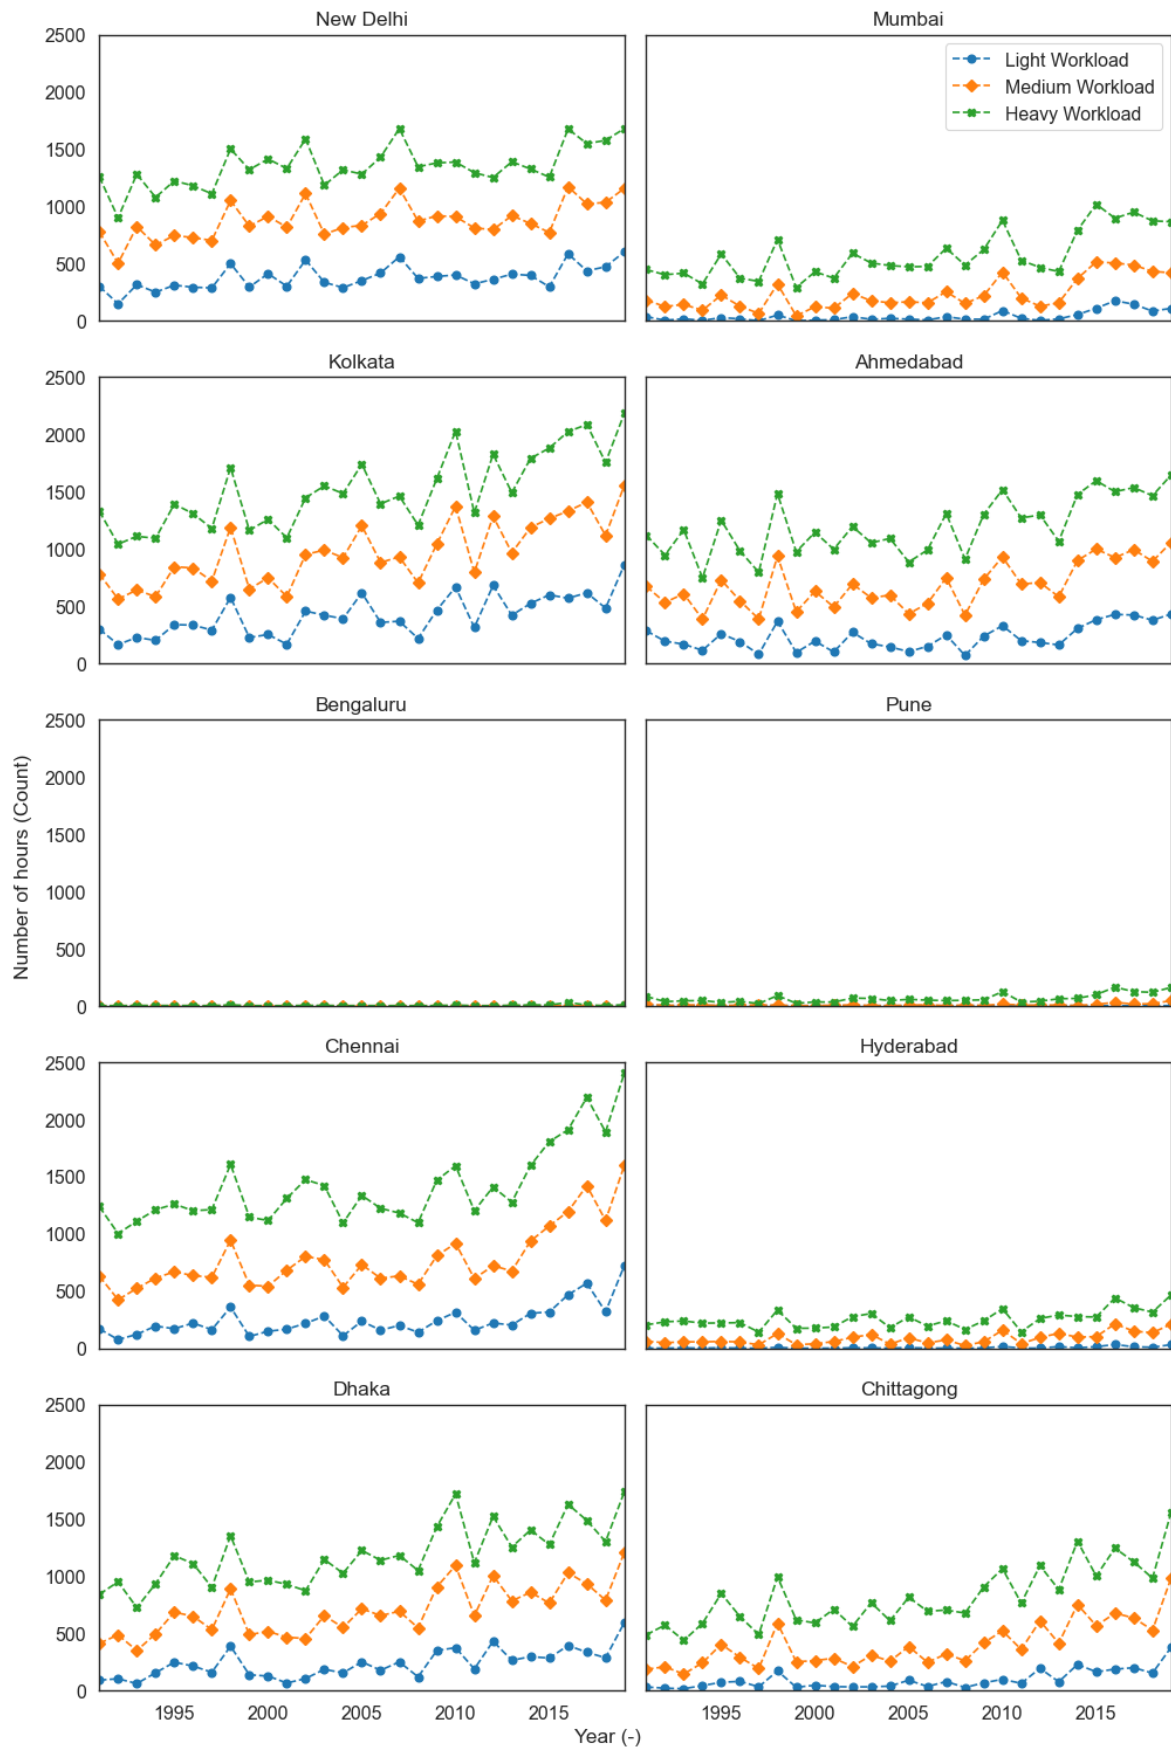 New Delhi
Mumbai
2500
2000
1500
1000
500
0
Light Workload
Medium Workload
Heavy Workload
Kolkata
Ahmedabad
2500
2000
1500
1000
500
0
Bengaluru
Pune
2500
2000
1500
1000
500
0
Number of hours (Count)
Chennai
Hyderabad
2500
2000
1500
1000
500
0
Dhaka
Chittagong
2500
2000
1500
1000
500
0
1995 2000 2005 2010 2015
1995 2000 2005 2010 2015
Year (-)